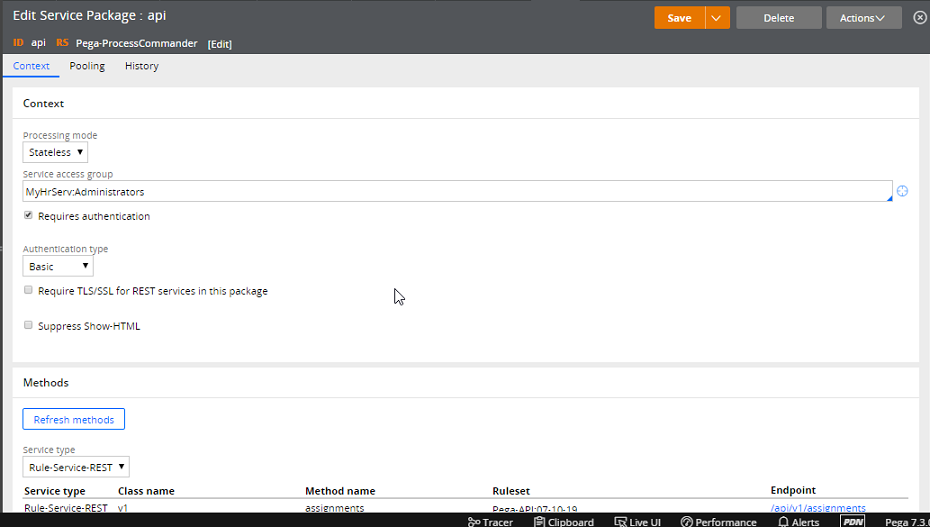 Edit Service Package : api
Save
Delete
Actions
ID api RS Pega-ProcessCommander [Edit]
Context Pooling History
Context
Processing mode
Stateless
Service access group
MyHrServ:Administrators
Requires authentication
Authentication type
Basic
Require TLS/SSL for REST services in this package
Suppress Show-HTML
Methods
Refresh methods
Service type
Rule-Service-REST
Service type Class name Method name Ruleset Endpoint
Rule-Service-REST v1 assignments Pega-API:07-10-19 /api/v1/assignments
Tracer Clipboard Live UI Performance Alerts PDN Pega 7.3.